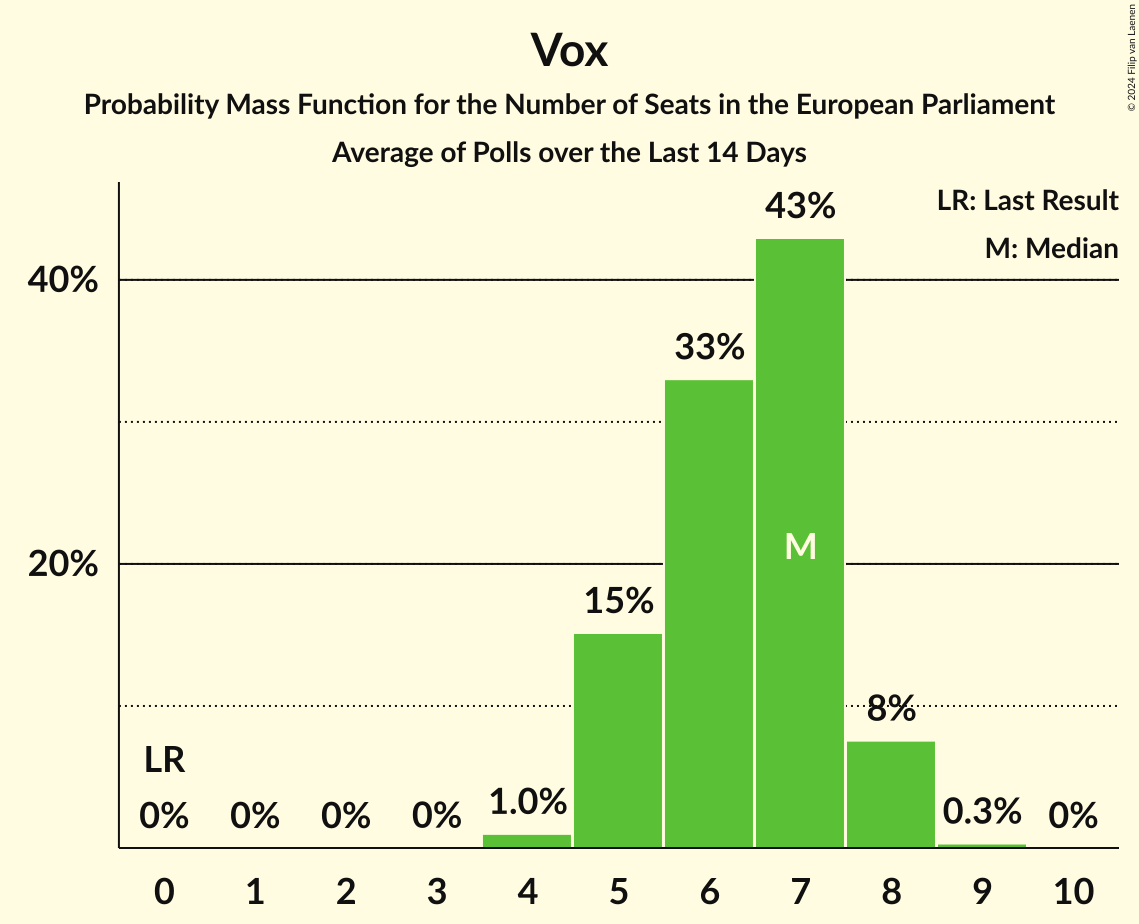 Vox
Probability Mass Function for the Number of Seats in the European Parliament
Average of Polls over the Last 14 Days
© 2024 Filip van Laenen
LR: Last Result
M: Median
43%
40%
33%
M
20%
15%
8%
LR
0%
0%
0%
0%
1.0%
0.3%
0%
0 1 2 3 4 5 6 7 8 9 10